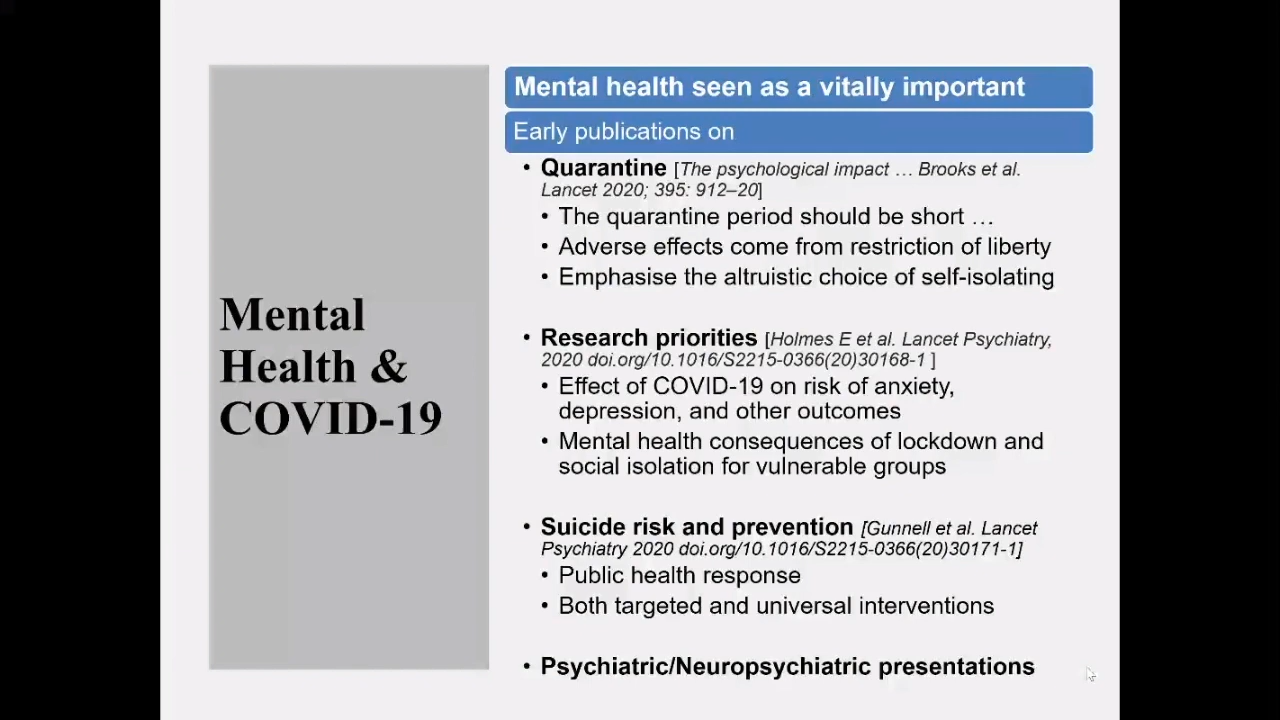 Mental
Health &
COVID-19
Mental health seen as a vitally important
Early publications on
• Quarantine [The psychological impact … Brooks et al.
Lancet 2020; 395: 912–20]
• The quarantine period should be short …
• Adverse effects come from restriction of liberty
• Emphasise the altruistic choice of self-isolating
• Research priorities [Holmes E et al. Lancet Psychiatry,
2020 doi.org/10.1016/S2215-0366(20)30168-1 ]
• Effect of COVID-19 on risk of anxiety,
depression, and other outcomes
• Mental health consequences of lockdown and
social isolation for vulnerable groups
• Suicide risk and prevention [Gunnell et al. Lancet
Psychiatry 2020 doi.org/10.1016/S2215-0366(20)30171-1]
• Public health response
• Both targeted and universal interventions
• Psychiatric/Neuropsychiatric presentations